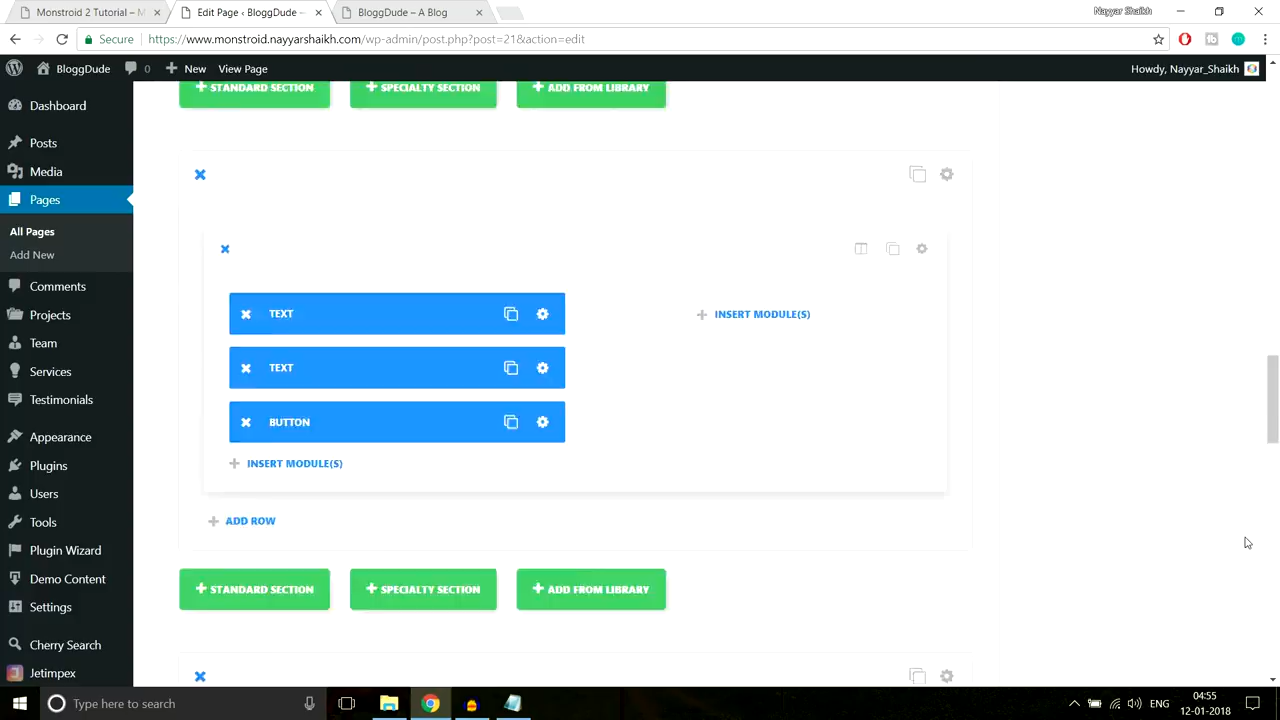 Monstroid 2 Tutorial – M
Edit Page ‹ BloggDude —
BloggDude – A Blog
Nayyar Shaikh
Secure
https://www.monstroid.nayyarshaikh.com/wp-admin/post.php?post=21&action=edit
BloggDude
0
New
View Page
Howdy, Nayyar_Shaikh
Dashboard
Posts
Media
Pages
All Pages
Add New
Comments
Projects
Team
Services
Testimonials
Appearance
Plugins
Users
Tools
Plugin Wizard
Demo Content
Settings
Cherry Search
Jetimpex
STANDARD SECTION
SPECIALTY SECTION
ADD FROM LIBRARY
TEXT
INSERT MODULE(S)
TEXT
BUTTON
INSERT MODULE(S)
ADD ROW
STANDARD SECTION
SPECIALTY SECTION
ADD FROM LIBRARY
Type here to search
ENG
04:55
12-01-2018